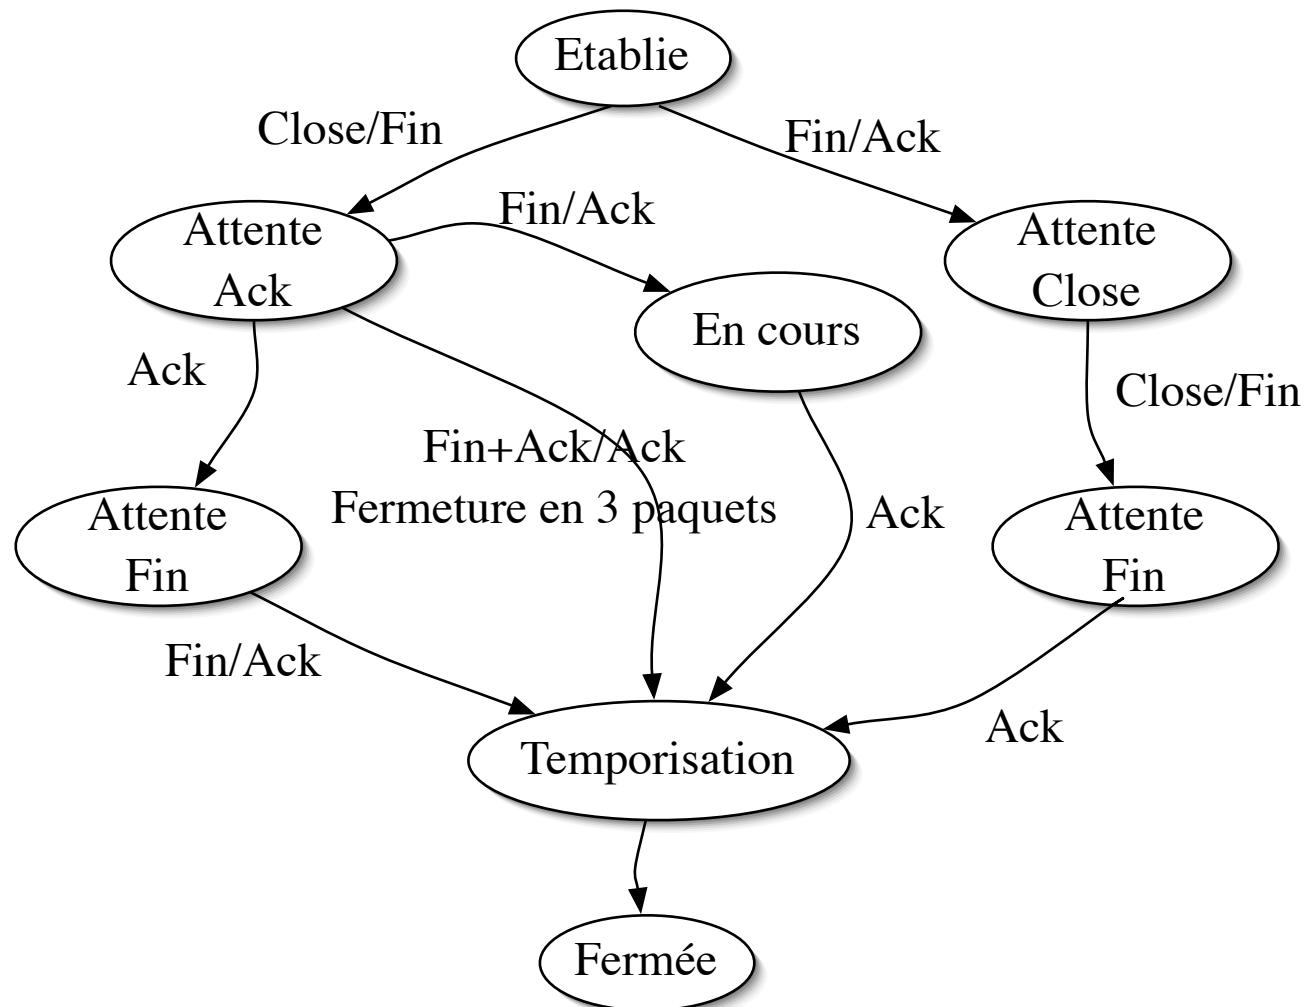 Etablie
Close/Fin
Fin/Ack
Fin/Ack
Attente
Ack
Attente
Close
En cours
Ack
Close/Fin
Fin+Ack/Ack
Fermeture en 3 paquets
Ack
Attente
Fin
Attente
Fin
Fin/Ack
Ack
Temporisation
Fermée